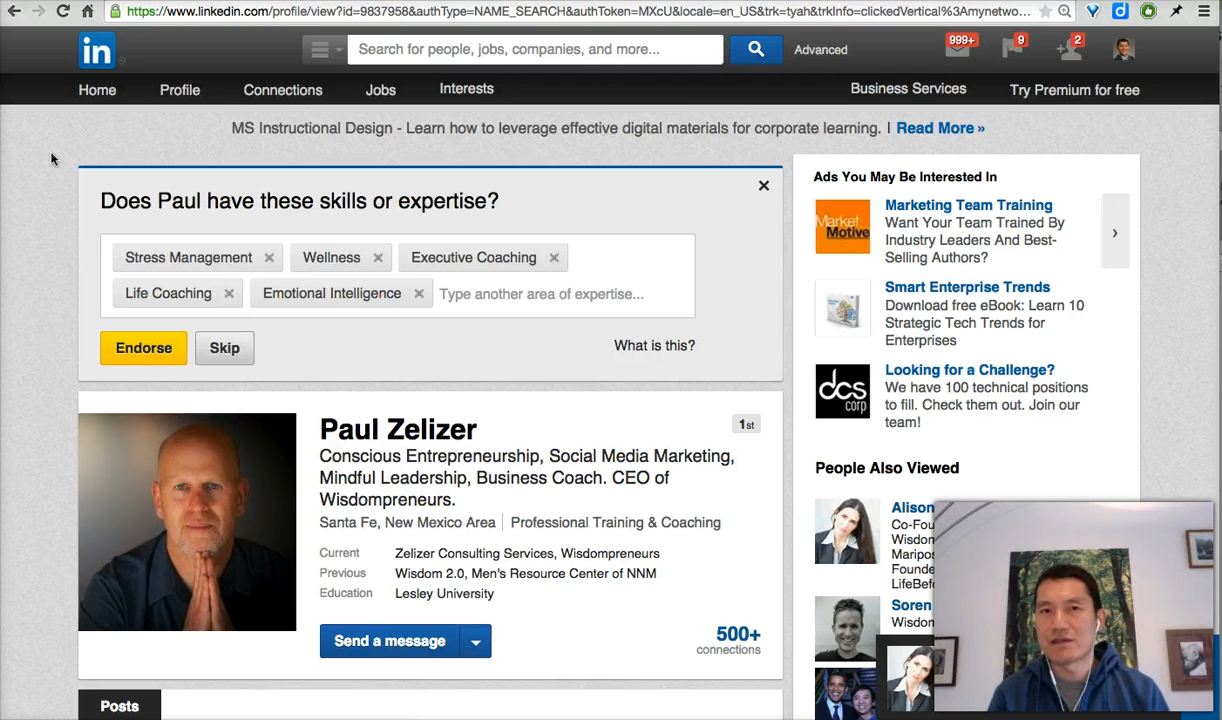 https://www.linkedin.com/profile/view?id=9837958&authType=NAME_SEARCH&authToken=MXcU&locale=en_US&trk=tyah&trkInfo=clickedVertical%3Amynetwo...
in
Search for people, jobs, companies, and more...
Advanced
999+
9
2
Home
Profile
Connections
Jobs
Interests
Business Services
Try Premium for free
MS Instructional Design - Learn how to leverage effective digital materials for corporate learning. | Read More »
Does Paul have these skills or expertise?
Stress Management ×
Wellness ×
Executive Coaching ×
Life Coaching ×
Emotional Intelligence ×
Type another area of expertise...
Endorse
Skip
What is this?
Paul Zelizer
1st
Conscious Entrepreneurship, Social Media Marketing,
Mindful Leadership, Business Coach. CEO of
Wisdompreneurs.
Santa Fe, New Mexico Area | Professional Training & Coaching
Current Zelizer Consulting Services, Wisdompreneurs
Previous Wisdom 2.0, Men's Resource Center of NNM
Education Lesley University
Send a message
500+
connections
Posts
Ads You May Be Interested In
Market
Motive
Marketing Team Training
Want Your Team Trained By
Industry Leaders And Best-
Selling Authors?
Smart Enterprise Trends
Download free eBook: Learn 10
Strategic Tech Trends for
Enterprises
dcs
corp
Looking for a Challenge?
We have 100 technical positions
to fill. Check them out. Join our
team!
People Also Viewed
Alison
Co-Fou
Wisdom
Maripos
Founde
LifeBefo
Soren
Wisdom